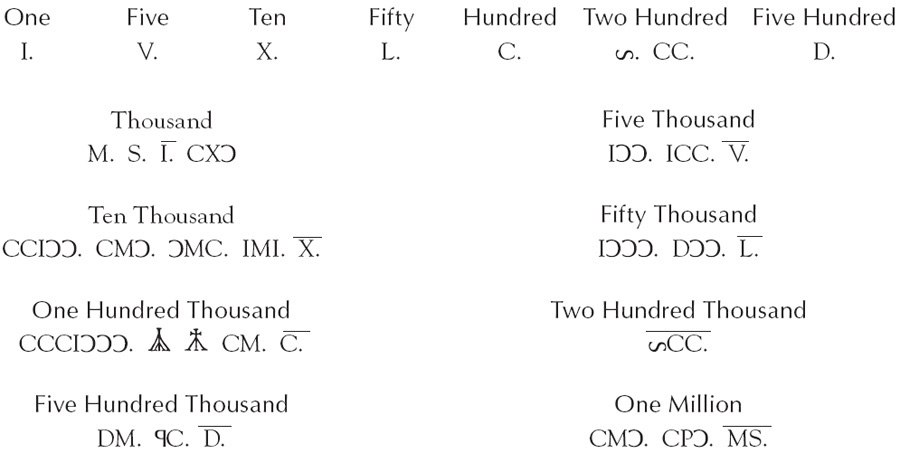 One Five Ten Fifty Hundred Two Hundred Five Hundred
I. V. X. L. C. ᔕ. CC. D.
Thousand Five Thousand
M. S. I̅. CXƆ IƆƆ. ICC. V̅.
Ten Thousand Fifty Thousand
CCIƆƆ. CMƆ. ƆMC. IMI. X̅. IƆƆƆ. DƆƆ. L̅.
One Hundred Thousand Two Hundred Thousand
CCCIƆƆƆ. CM. C̅. ᔕ̅C̅C̅.
Five Hundred Thousand One Million
DM. ꟼC. D̅. CMƆ. CPƆ. M̅S̅.